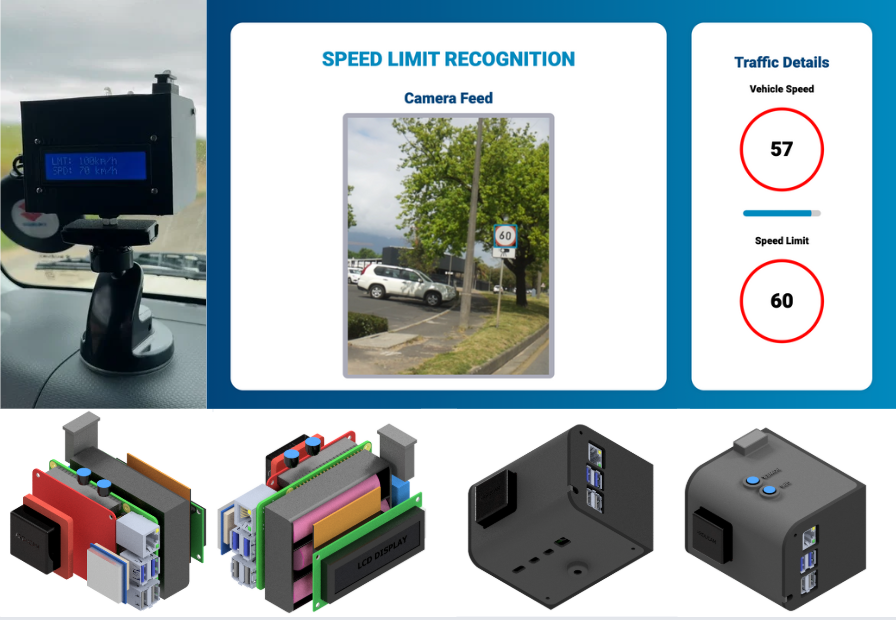 LMT: 100km/h
SPD: 70 km/h
SPEED LIMIT RECOGNITION
Camera Feed
60
Traffic Details
Vehicle Speed
57
Speed Limit
60
LCD DISPLAY